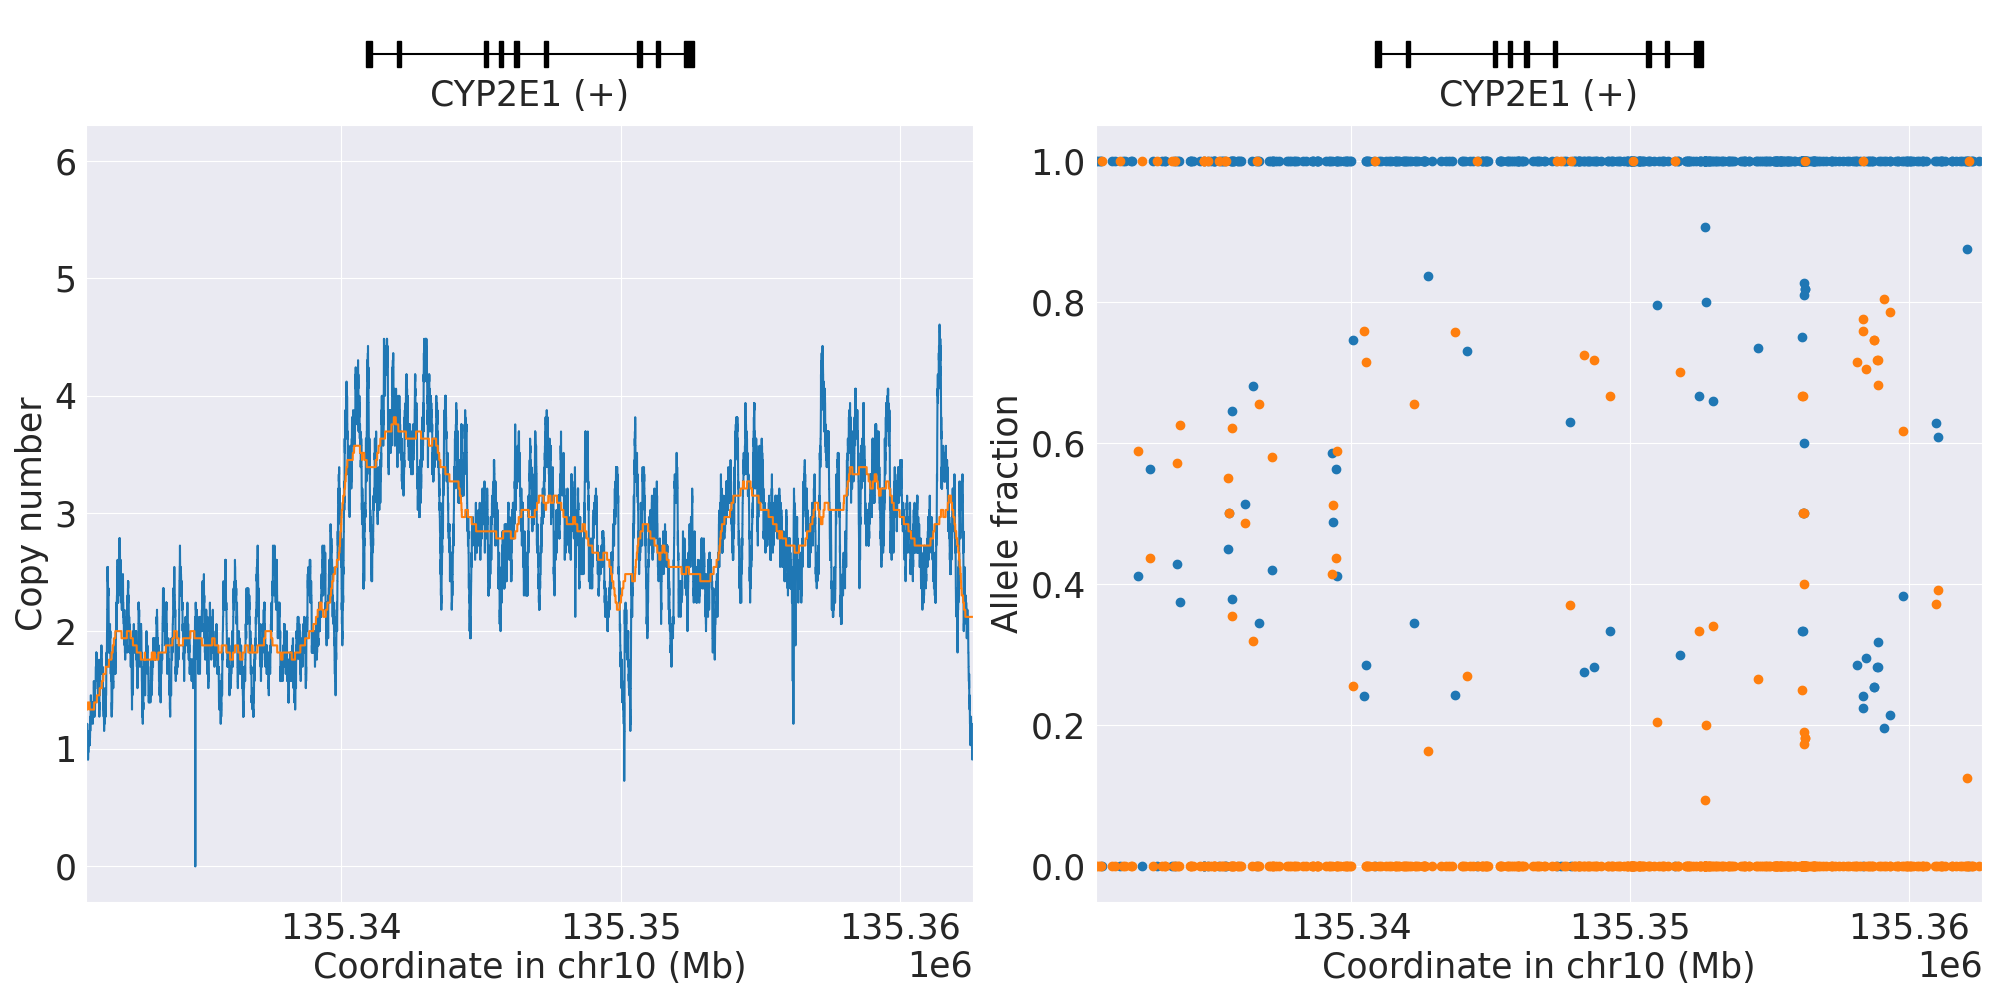 CYP2E1 (+)
6
5
4
3
2
1
0
Copy number
135.34 135.35 135.36
Coordinate in chr10 (Mb)
1e6
CYP2E1 (+)
1.0
0.8
0.6
0.4
0.2
0.0
Allele fraction
135.34 135.35 135.36
Coordinate in chr10 (Mb)
1e6